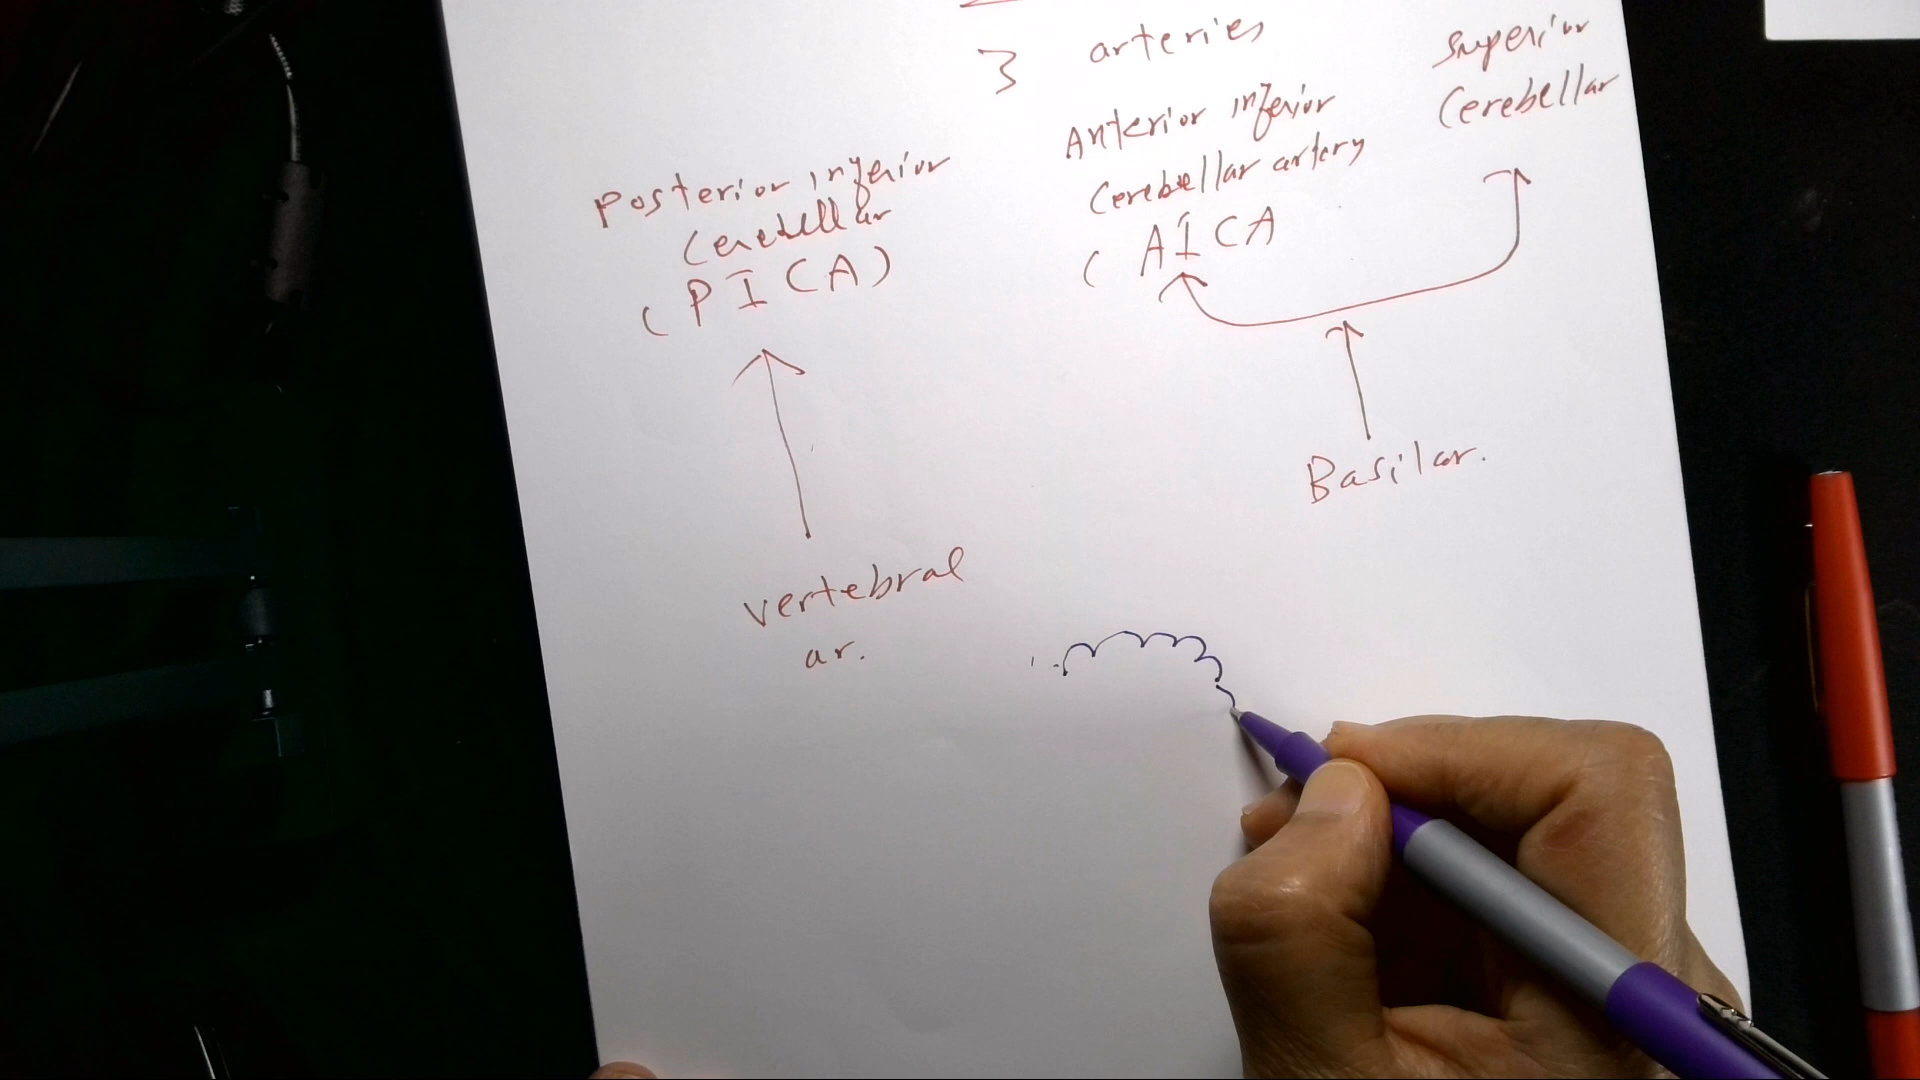 3 arteries
posterior inferior
cerebellar
(PICA)
Anterior inferior
Cerebellar artery
(AICA
superior
Cerebellar
vertebral
ar.
Basilar.